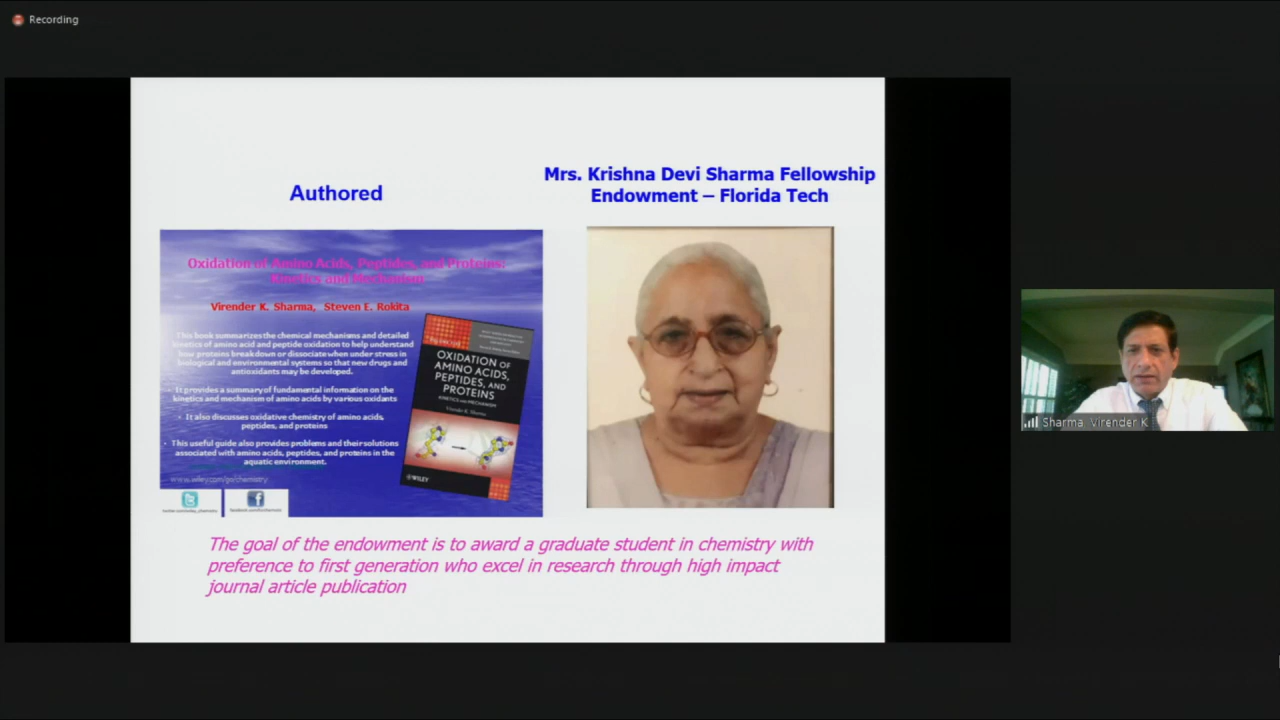 Recording
Authored
Mrs. Krishna Devi Sharma Fellowship
Endowment – Florida Tech
Oxidation of Amino Acids, Peptides, and Proteins:
Kinetics and Mechanism
Virender K. Sharma, Steven E. Rokita
This book summarizes the chemical mechanisms and detailed
kinetics of amino acid and peptide oxidation to help understand
how proteins break down or dissociate when under stress in
biological and environmental systems so that new drugs and
antioxidants may be developed.
· It provides a summary of fundamental information on the
kinetics and mechanism of amino acids by various oxidants
· It also discusses oxidative chemistry of amino acids,
peptides, and proteins
· This useful guide also provides problems and their solutions
associated with amino acids, peptides, and proteins in the
aquatic environment.
www.wiley.com/go/chemistry
OXIDATION OF
AMINO ACIDS,
PEPTIDES, AND
PROTEINS
KINETICS AND MECHANISM
Virender K. Sharma
WILEY
The goal of the endowment is to award a graduate student in chemistry with
preference to first generation who excel in research through high impact
journal article publication
Sharma, Virender K